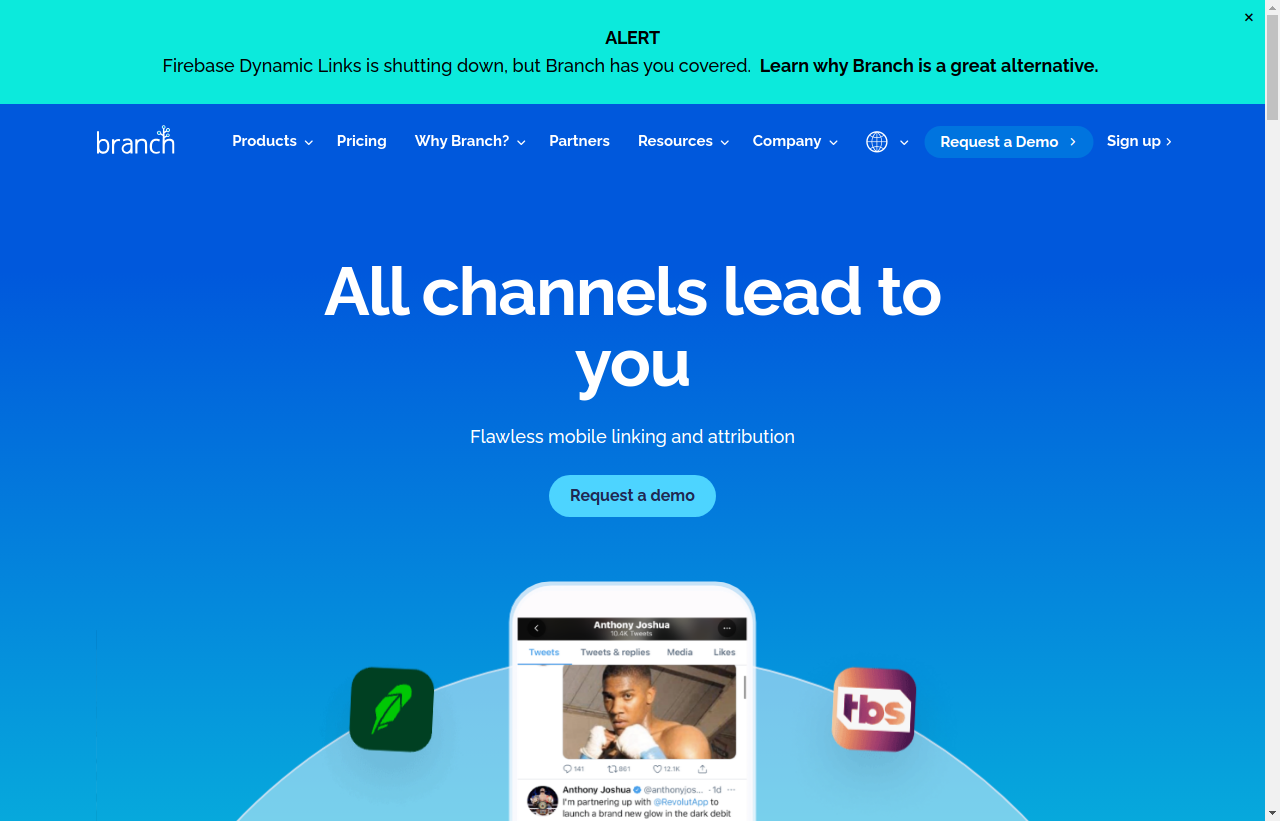 ALERT
Firebase Dynamic Links is shutting down, but Branch has you covered. Learn why Branch is a great alternative.
branch
Products
Pricing
Why Branch?
Partners
Resources
Company
Request a Demo
Sign up
All channels lead to
you
Flawless mobile linking and attribution
Request a demo
Anthony Joshua
10.4K Tweets
Tweets
Tweets & replies
Media
Likes
141
861
12.1K
tbs
Anthony Joshua @anthonyjos... · 1d
I'm partnering up with @RevolutApp to
launch a brand new glow in the dark debit